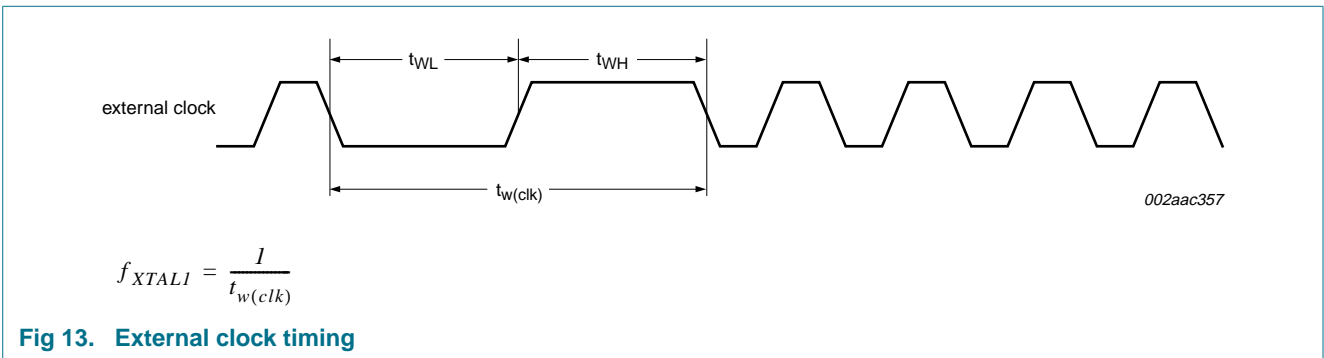 t_WL t_WH
external clock
t_w(clk)
002aac357
f_XTAL1 = 1 / t_w(clk)
Fig 13. External clock timing